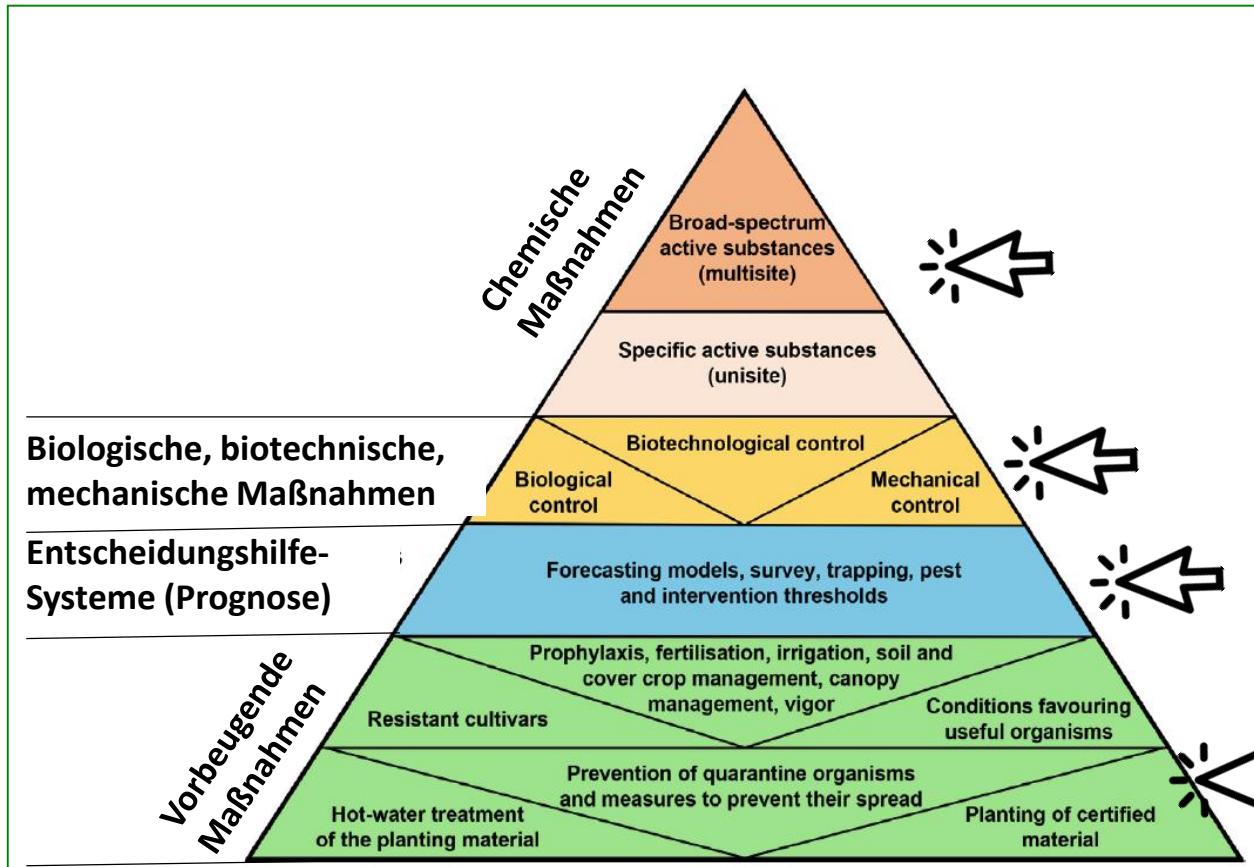 Chemische
Maßnahmen
Broad-spectrum
active substances
(multisite)
Specific active substances
(unisite)
Biologische, biotechnische,
mechanische Maßnahmen
Biotechnological control
Biological
control
Mechanical
control
Entscheidungshilfe-
Systeme (Prognose)
Forecasting models, survey, trapping, pest
and intervention thresholds
Vorbeugende
Maßnahmen
Prophylaxis, fertilisation, irrigation, soil and
cover crop management, canopy
management, vigor
Resistant cultivars
Conditions favouring
useful organisms
Prevention of quarantine organisms
and measures to prevent their spread
Hot-water treatment
of the planting material
Planting of certified
material